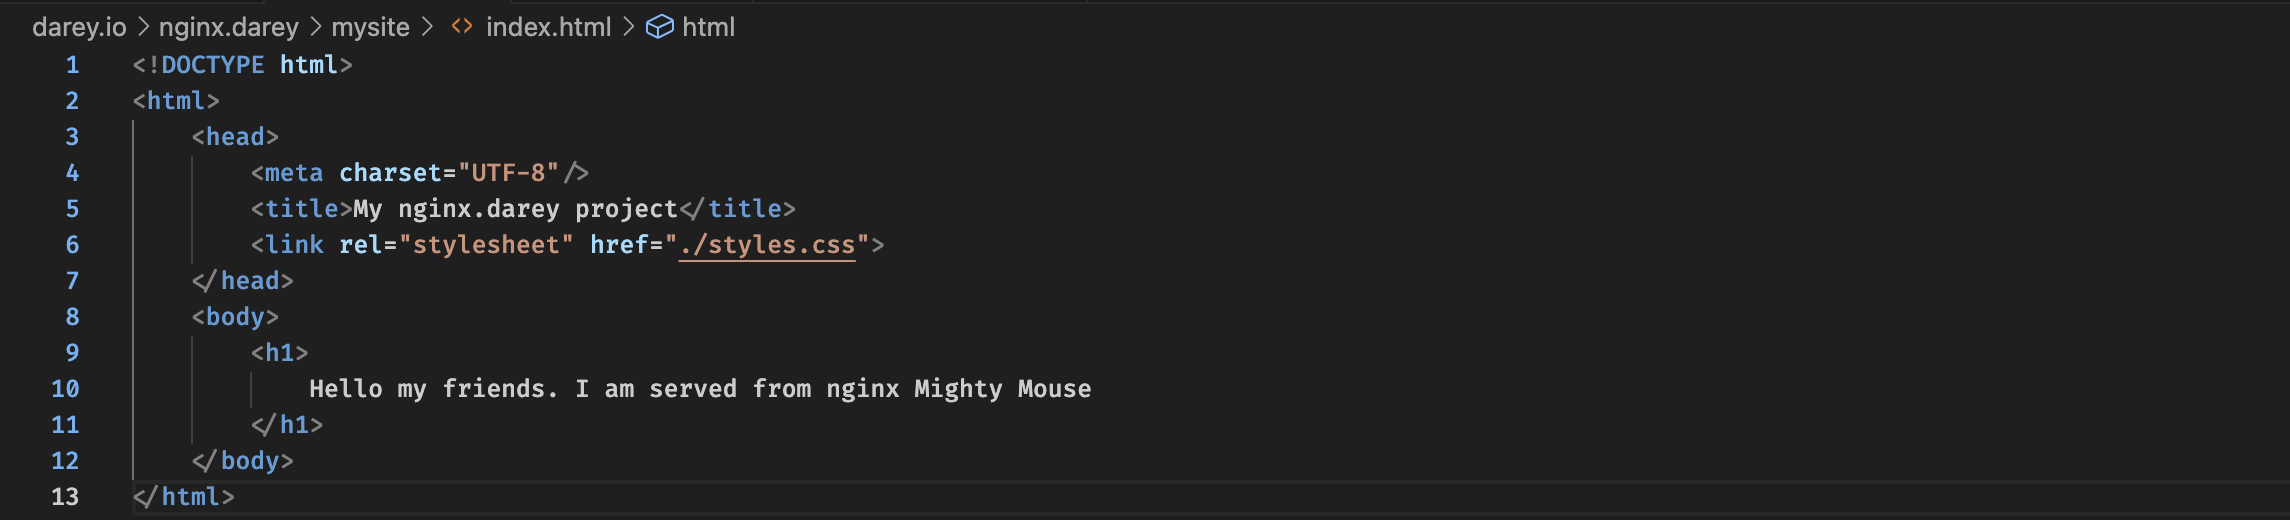 darey.io > nginx.darey > mysite > <> index.html > html
1 <!DOCTYPE html>
2 <html>
3 <head>
4 <meta charset="UTF-8"/>
5 <title>My nginx.darey project</title>
6 <link rel="stylesheet" href="./styles.css">
7 </head>
8 <body>
9 <h1>
10 Hello my friends. I am served from nginx Mighty Mouse
11 </h1>
12 </body>
13 </html>